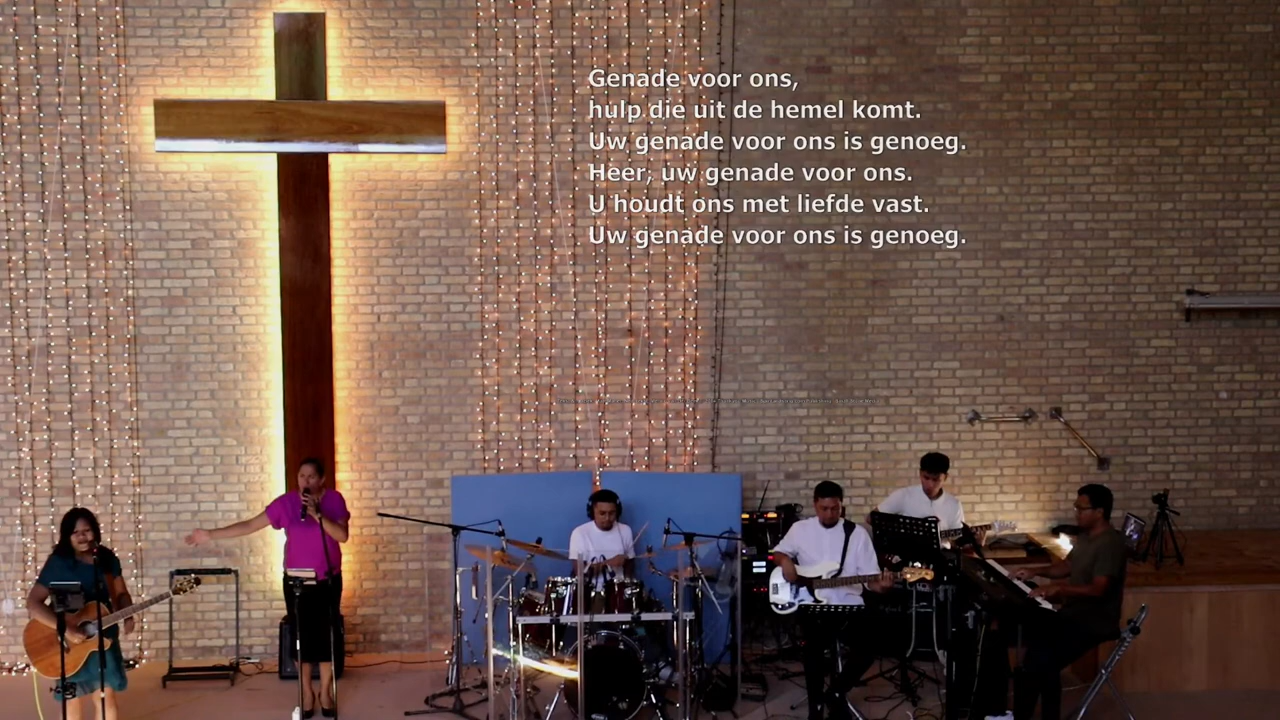 Genade voor ons,
hulp die uit de hemel komt.
Uw genade voor ons is genoeg.
Heer, uw genade voor ons.
U houdt ons met liefde vast.
Uw genade voor ons is genoeg.